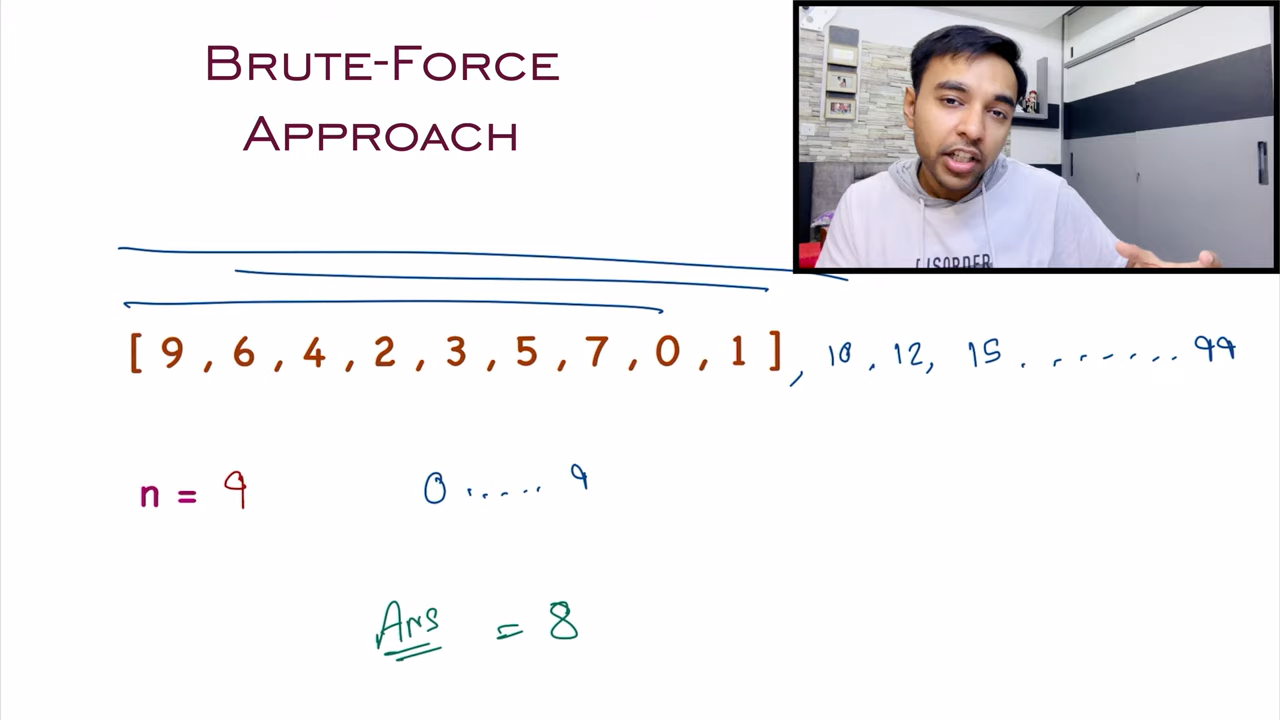 BRUTE-FORCE
APPROACH
[ 9 , 6 , 4 , 2 , 3 , 5 , 7 , 0 , 1 ] , 10 , 12, 15 . . . . . . . . 99
n = 9 0 ..... 9
Ans = 8
DISORDER